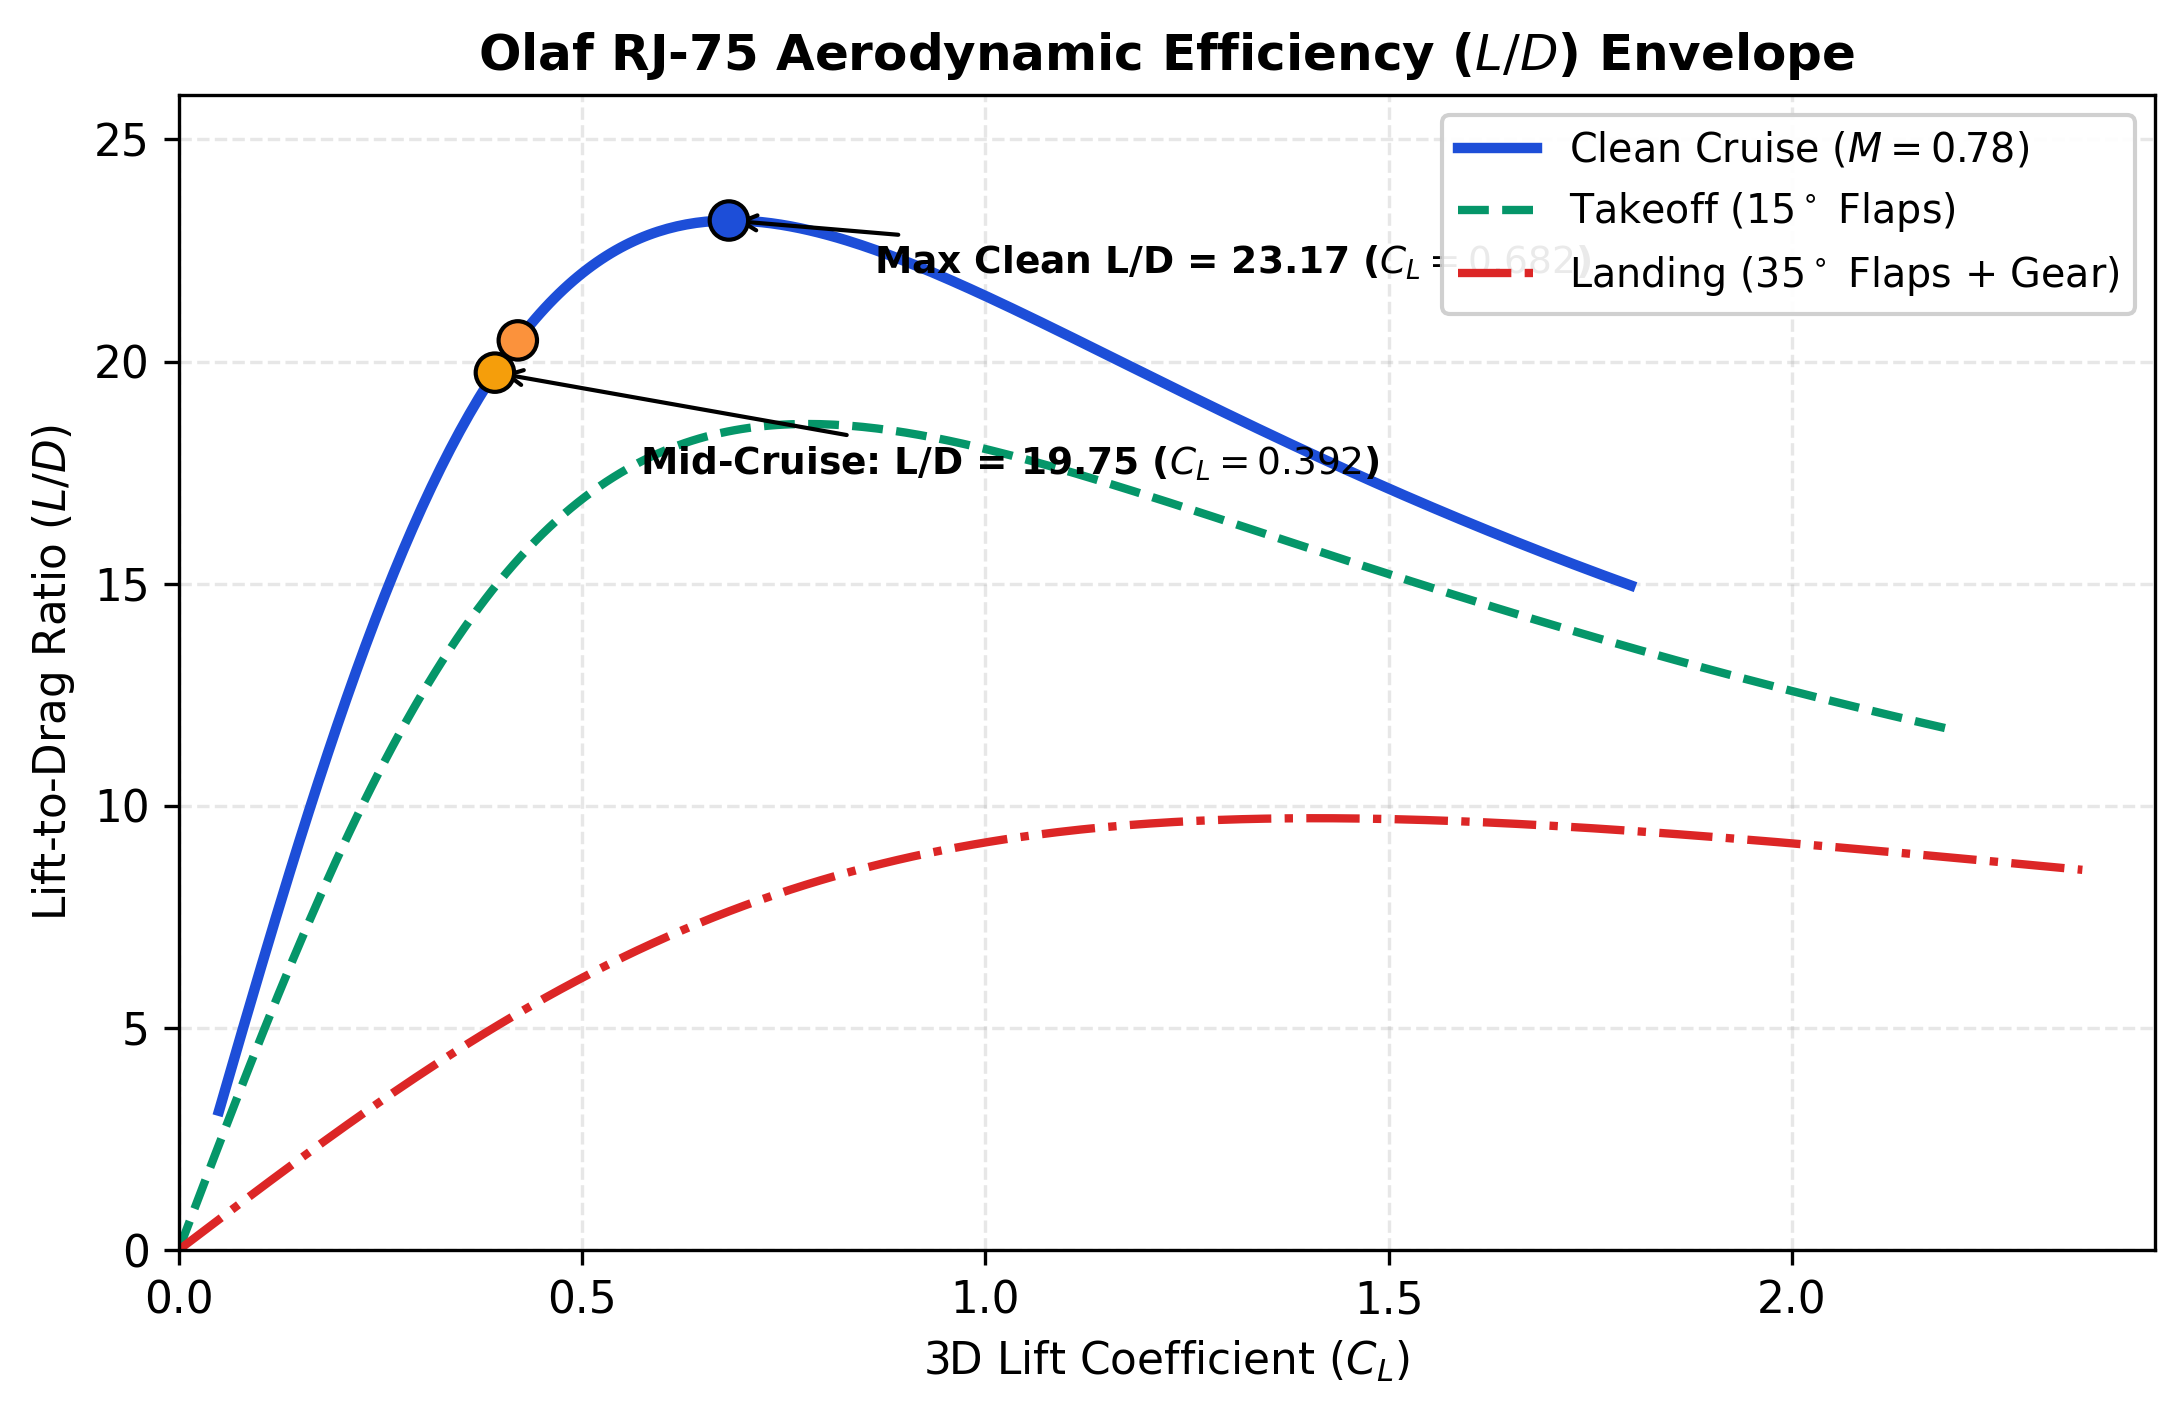 Olaf RJ-75 Aerodynamic Efficiency (L/D) Envelope
25
20
15
10
5
0
Lift-to-Drag Ratio (L/D)
Clean Cruise (M = 0.78)
Takeoff (15° Flaps)
Landing (35° Flaps + Gear)
Max Clean L/D = 23.17 (C_L = 0.682)
Mid-Cruise: L/D = 19.75 (C_L = 0.392)
0.0 0.5 1.0 1.5 2.0
3D Lift Coefficient (C_L)